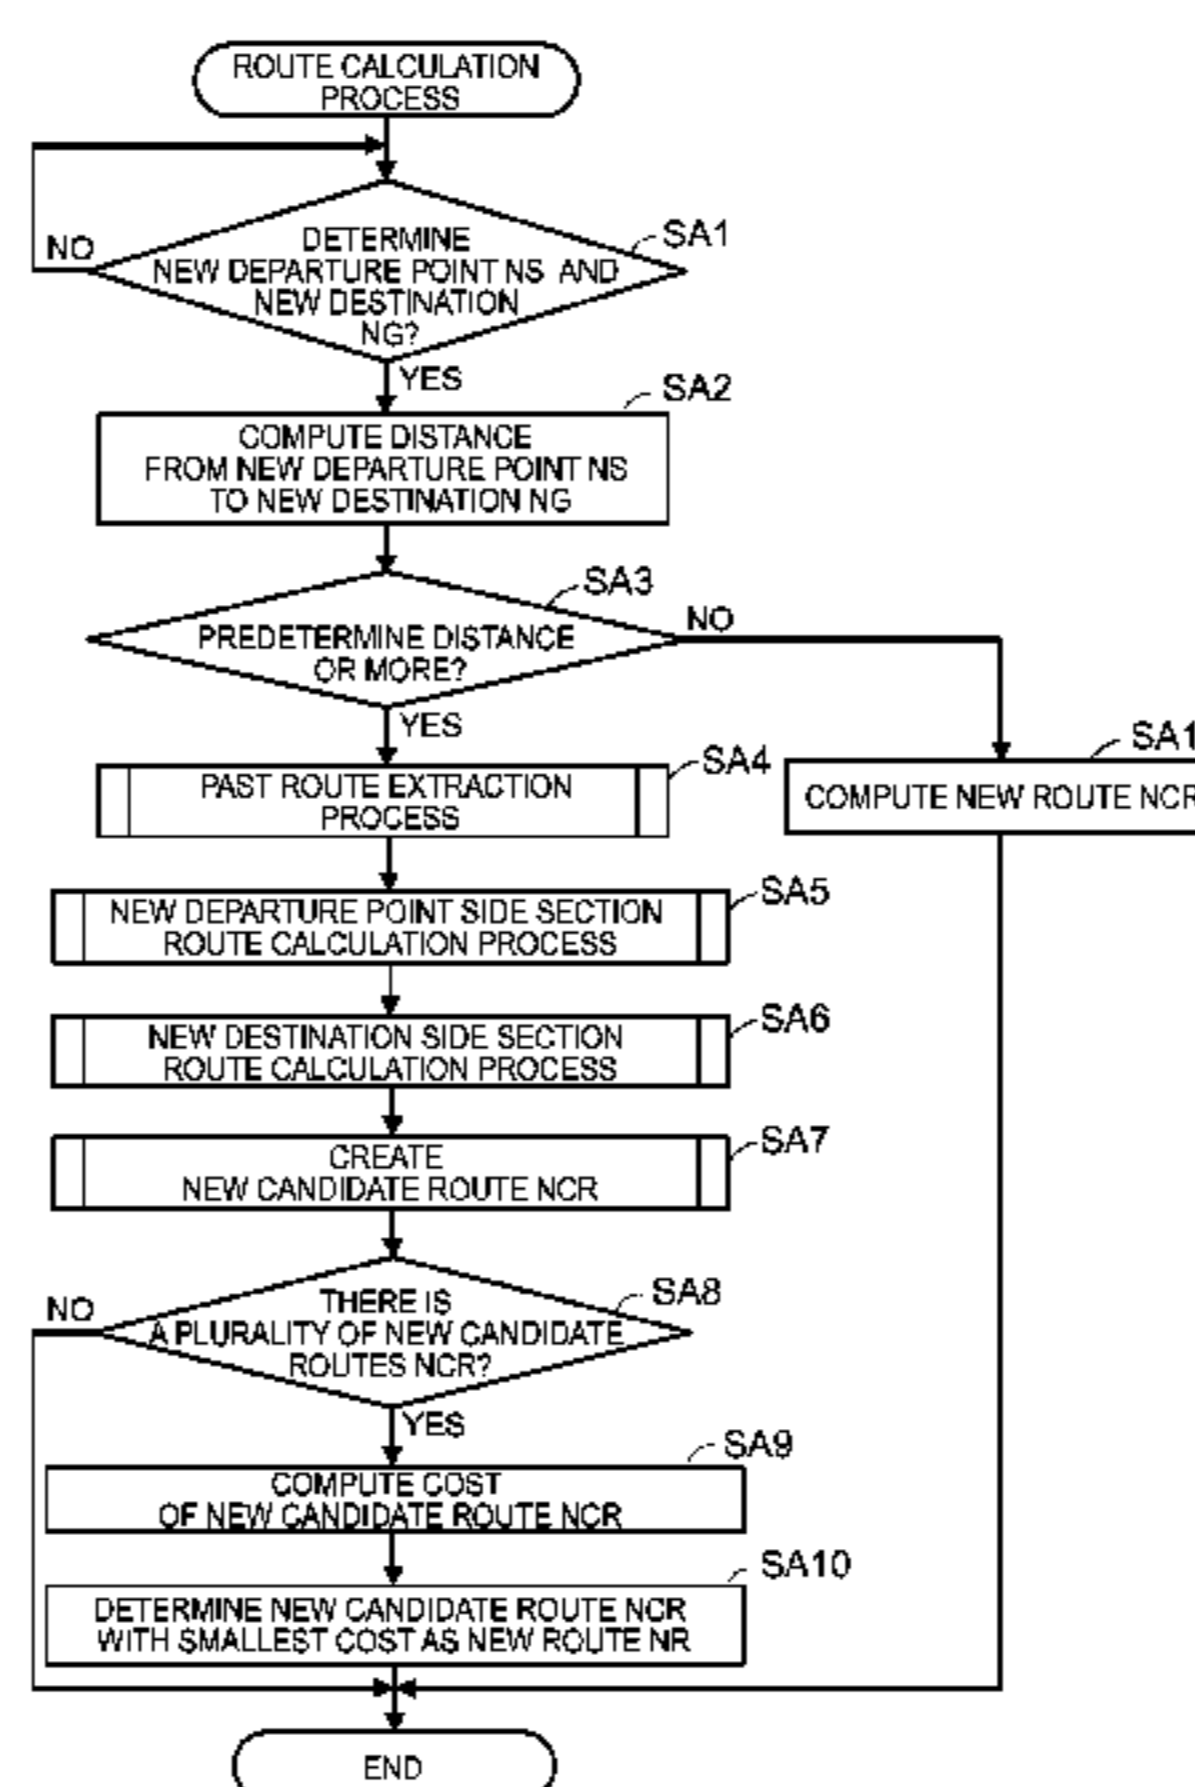 ROUTE CALCULATION
PROCESS
NO
DETERMINE
NEW DEPARTURE POINT NS AND
NEW DESTINATION
NG?
SA1
YES
SA2
COMPUTE DISTANCE
FROM NEW DEPARTURE POINT NS
TO NEW DESTINATION NG
SA3
PREDETERMINE DISTANCE
OR MORE?
NO
YES
SA4
PAST ROUTE EXTRACTION
PROCESS
SA1
COMPUTE NEW ROUTE NCR
SA5
NEW DEPARTURE POINT SIDE SECTION
ROUTE CALCULATION PROCESS
SA6
NEW DESTINATION SIDE SECTION
ROUTE CALCULATION PROCESS
SA7
CREATE
NEW CANDIDATE ROUTE NCR
SA8
NO
THERE IS
A PLURALITY OF NEW CANDIDATE
ROUTES NCR?
YES
SA9
COMPUTE COST
OF NEW CANDIDATE ROUTE NCR
SA10
DETERMINE NEW CANDIDATE ROUTE NCR
WITH SMALLEST COST AS NEW ROUTE NR
END